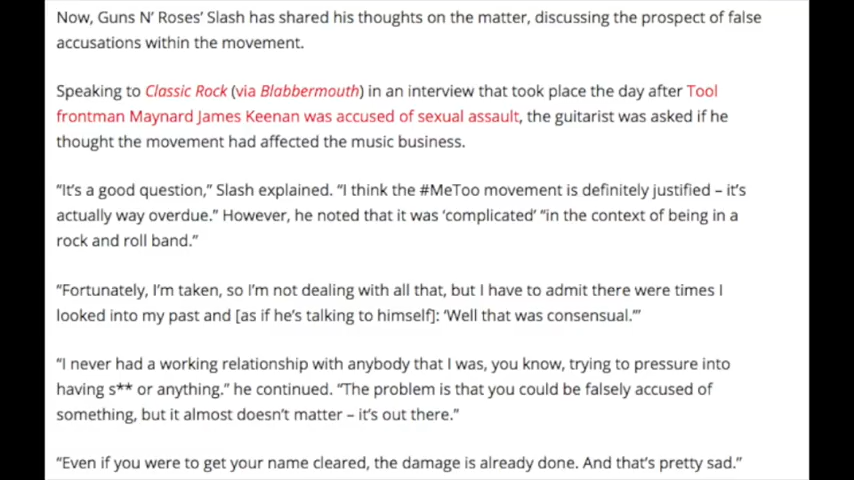 Now, Guns N’ Roses’ Slash has shared his thoughts on the matter, discussing the prospect of false
accusations within the movement.
Speaking to Classic Rock (via Blabbermouth) in an interview that took place the day after Tool
frontman Maynard James Keenan was accused of sexual assault, the guitarist was asked if he
thought the movement had affected the music business.
“It’s a good question,” Slash explained. “I think the #MeToo movement is definitely justified – it’s
actually way overdue.” However, he noted that it was ‘complicated’ “in the context of being in a
rock and roll band.”
“Fortunately, I’m taken, so I’m not dealing with all that, but I have to admit there were times I
looked into my past and [as if he’s talking to himself]: ‘Well that was consensual.’”
“I never had a working relationship with anybody that I was, you know, trying to pressure into
having s** or anything.” he continued. “The problem is that you could be falsely accused of
something, but it almost doesn’t matter – it’s out there.”
“Even if you were to get your name cleared, the damage is already done. And that’s pretty sad.”